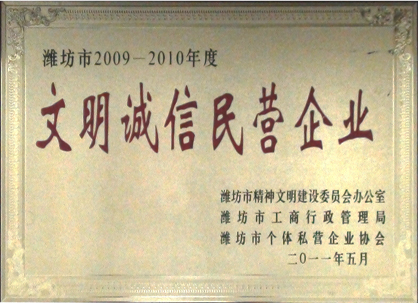 潍坊市2009－2010年度
文明诚信民营企业
潍坊市精神文明建设委员会办公室
潍坊市工商行政管理局
潍坊市个体私营企业协会
二〇一一年五月